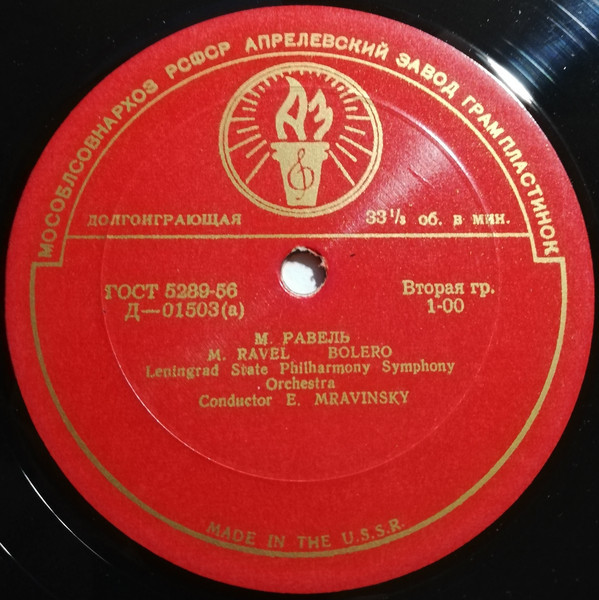 МОСОБЛСОВНАРХОЗ РСФСР АПРЕЛЕВСКИЙ ЗАВОД ГРАМПЛАСТИНОК
АЗ
ДОЛГОИГРАЮЩАЯ 33⅓ об. в мин.
ГОСТ 5289-56 Вторая гр.
Д—01503(а) 1-00
М. РАВЕЛЬ
M. RAVEL BOLERO
Leningrad State Philharmony Symphony
Orchestra
Conductor E. MRAVINSKY
MADE IN THE U.S.S.R.